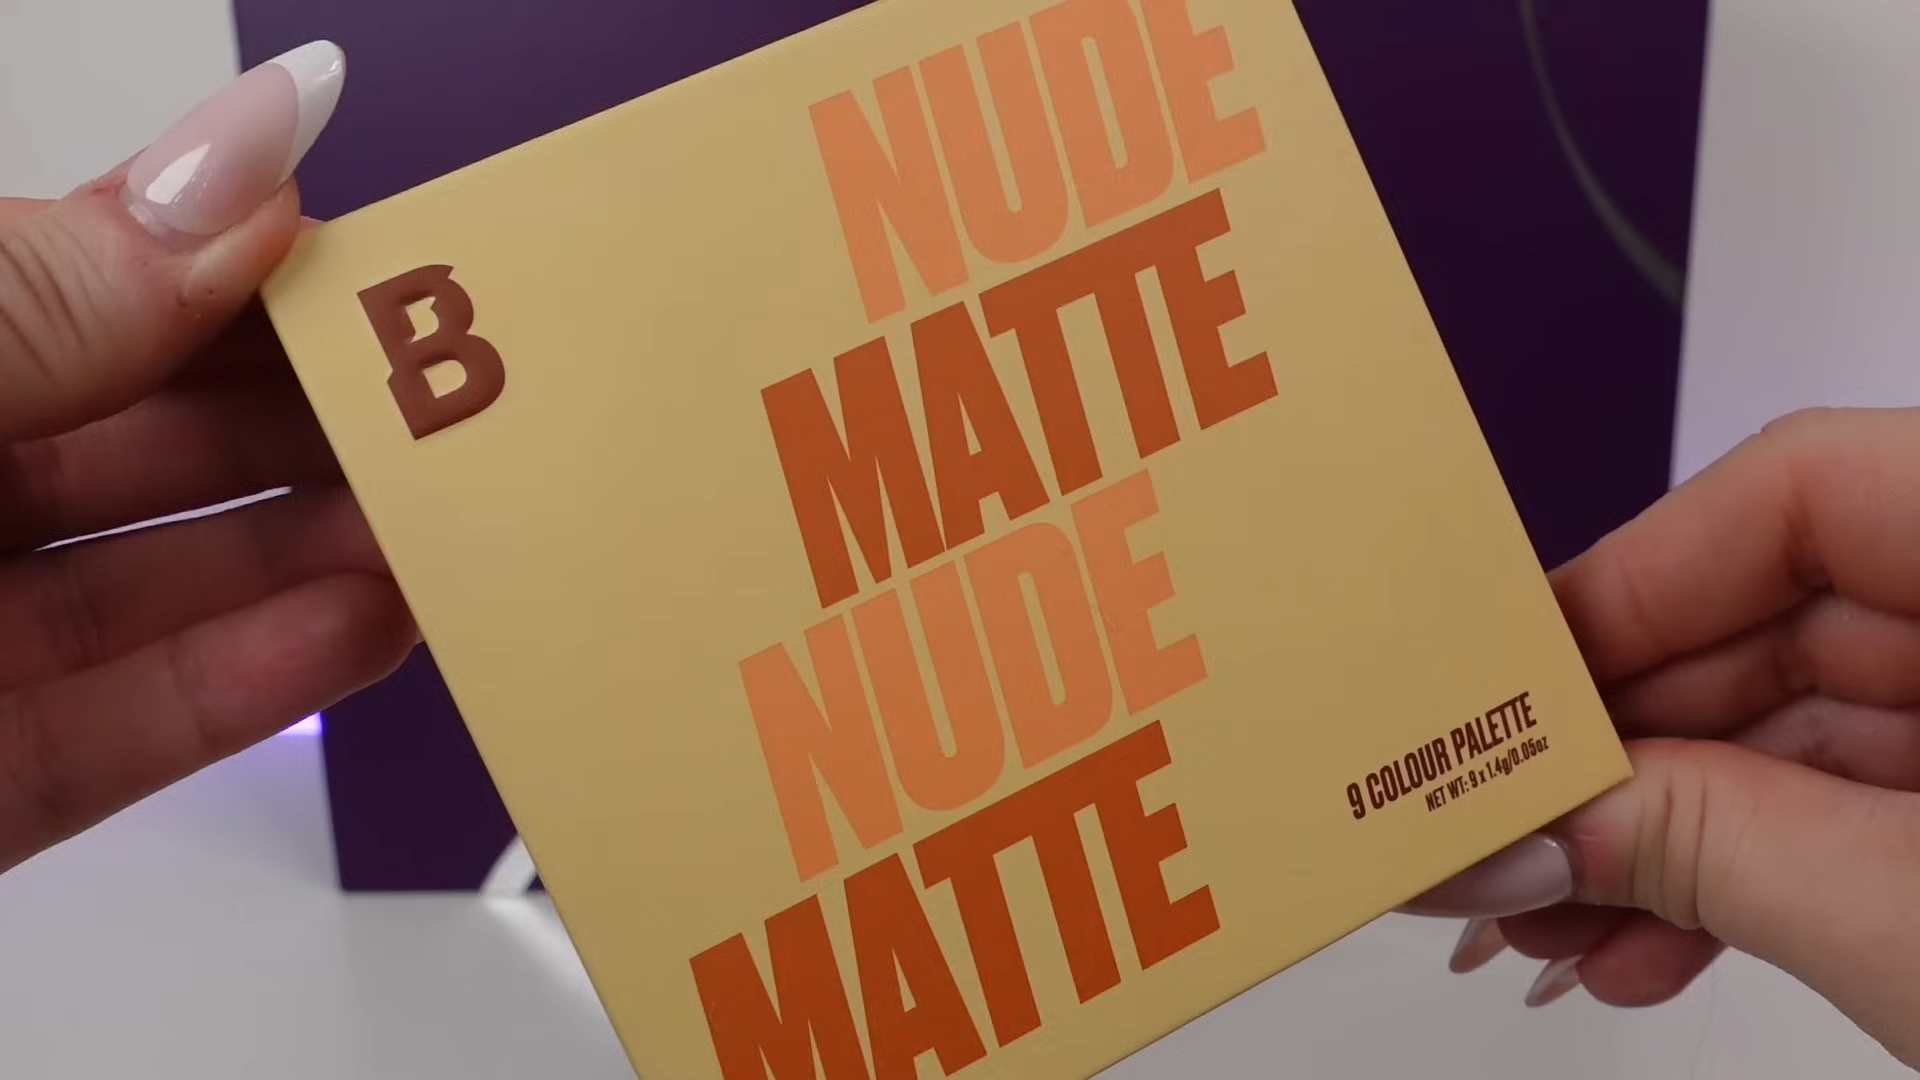 B
NUDE
MATTE
NUDE
MATTE
9 COLOUR PALETTE
NET WT: 9 x 1.4g/0.05oz